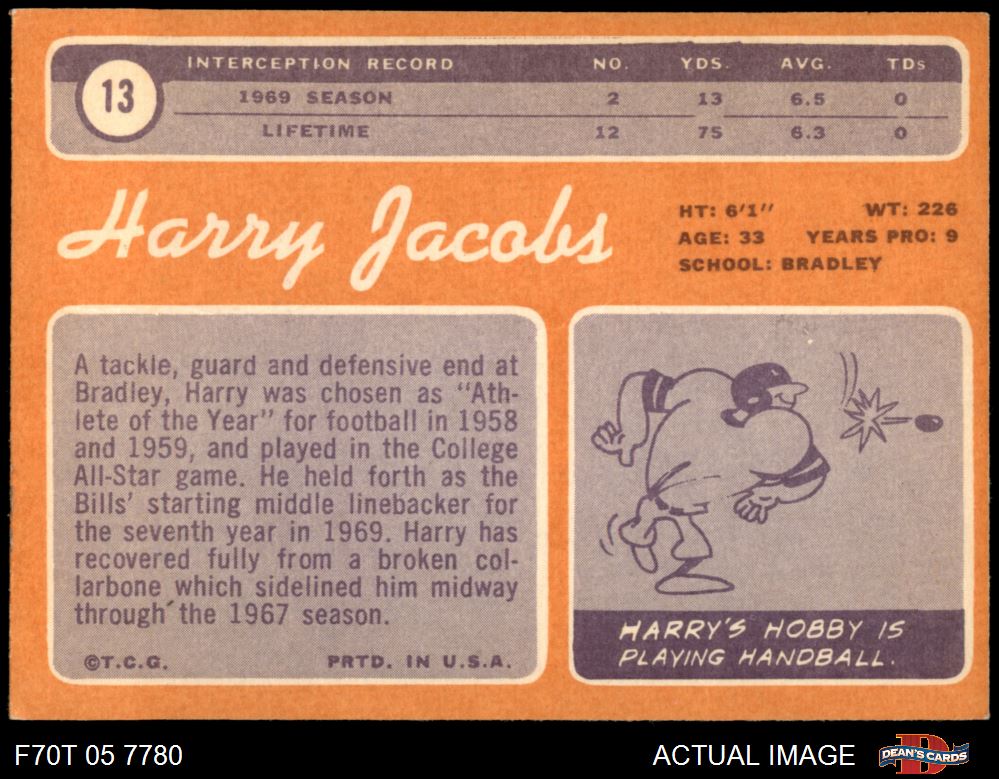 INTERCEPTION RECORD NO. YDS. AVG. TDs
13
1969 SEASON 2 13 6.5 0
LIFETIME 12 75 6.3 0
Harry Jacobs
HT: 6'1" WT: 226
AGE: 33 YEARS PRO: 9
SCHOOL: BRADLEY
A tackle, guard and defensive end at
Bradley, Harry was chosen as "Ath-
lete of the Year" for football in 1958
and 1959, and played in the College
All-Star game. He held forth as the
Bills' starting middle linebacker for
the seventh year in 1969. Harry has
recovered fully from a broken col-
larbone which sidelined him midway
through the 1967 season.
©T.C.G. PRTD. IN U.S.A.
HARRY'S HOBBY IS
PLAYING HANDBALL.
F70T 05 7780 ACTUAL IMAGE
DEAN'S CARDS